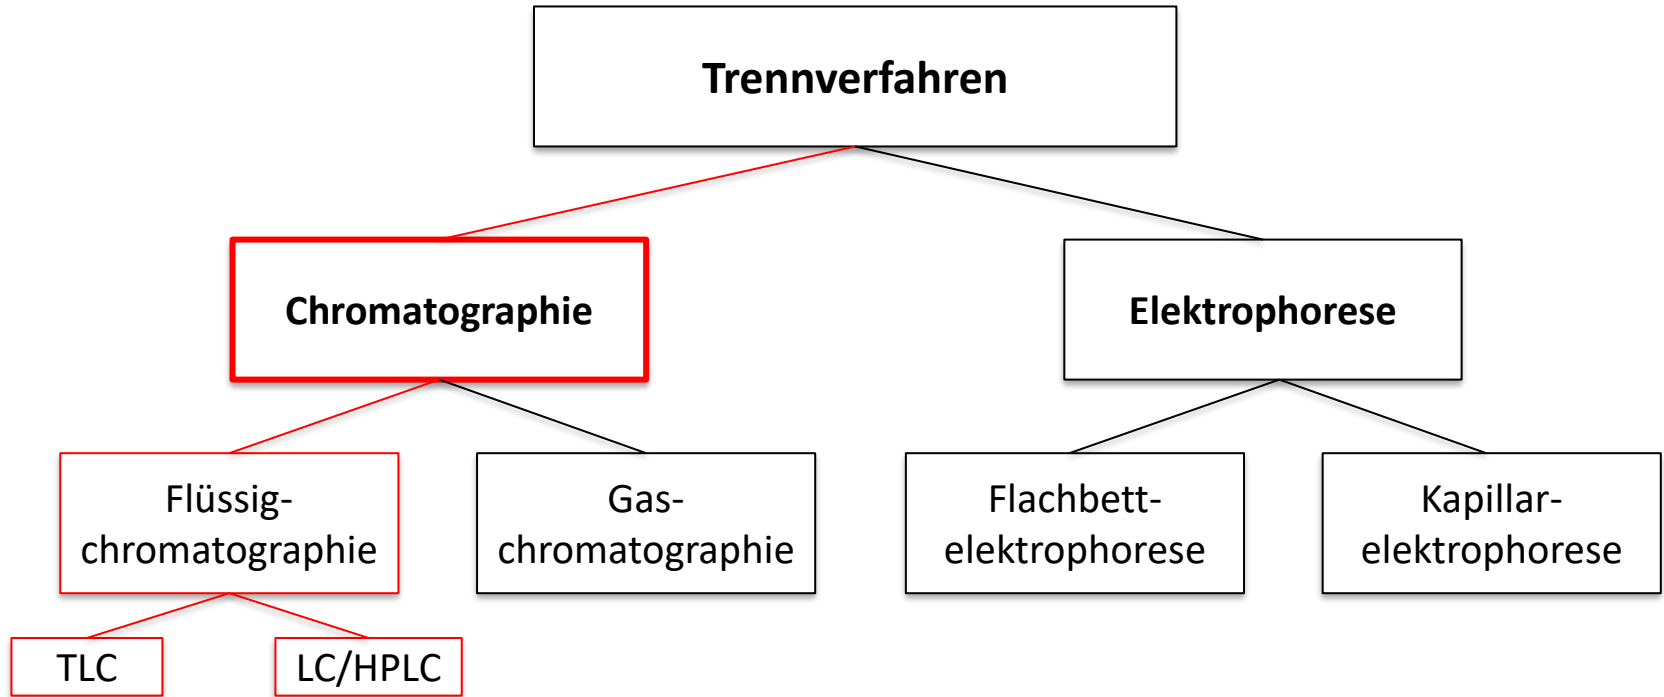 Trennverfahren
Chromatographie
Elektrophorese
Flüssig-
chromatographie
Gas-
chromatographie
Flachbett-
elektrophorese
Kapillar-
elektrophorese
TLC
LC/HPLC